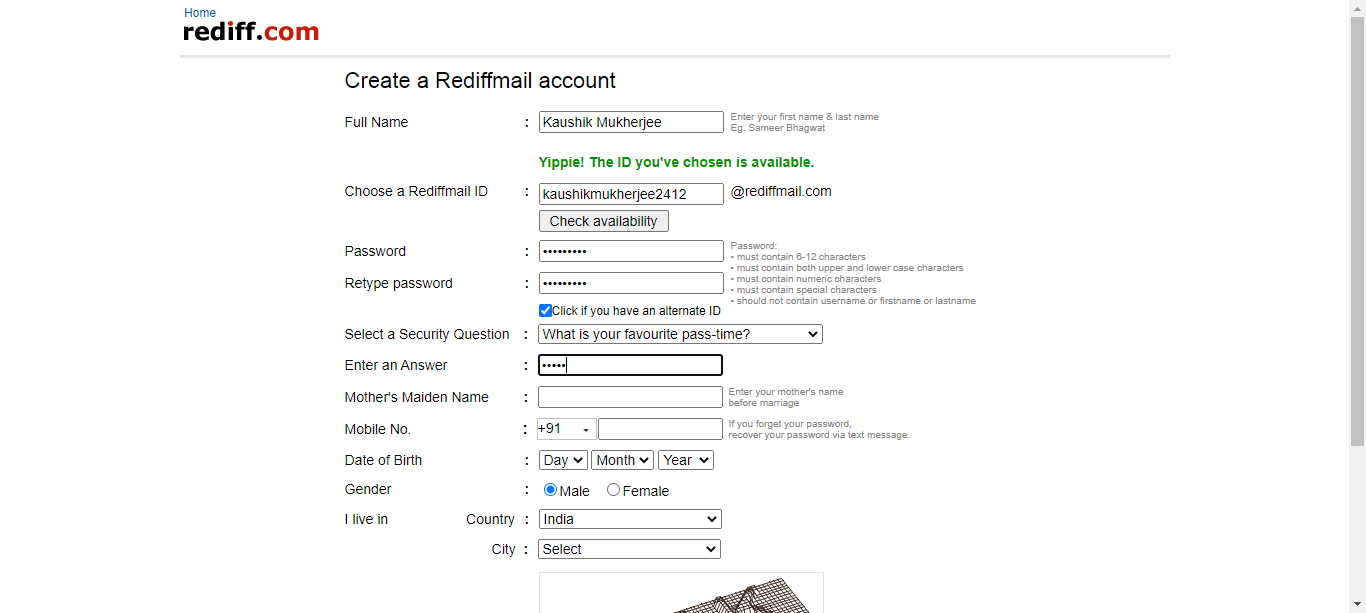 Home
rediff.com
Create a Rediffmail account
Full Name : Kaushik Mukherjee Enter your first name & last name
Eg. Sameer Bhagwat
Yippie! The ID you've chosen is available.
Choose a Rediffmail ID : kaushikmukherjee2412 @rediffmail.com
Check availability
Password : ••••••••• Password:
• must contain 6-12 characters
• must contain both upper and lower case characters
Retype password : ••••••••• • must contain numeric characters
• must contain special characters
• should not contain username or firstname or lastname
Click if you have an alternate ID
Select a Security Question : What is your favourite pass-time?
Enter an Answer : •••••
Mother's Maiden Name : Enter your mother's name
before marriage
Mobile No. : +91 If you forget your password,
recover your password via text message.
Date of Birth : Day Month Year
Gender : Male Female
I live in Country : India
City : Select